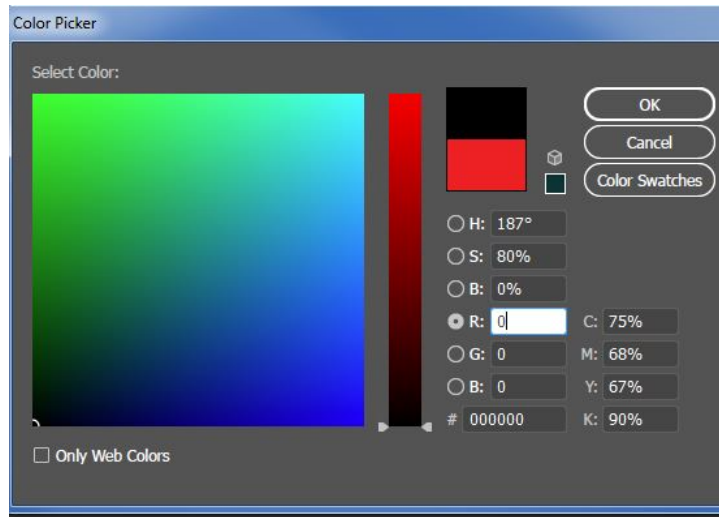 Color Picker
Select Color:
OK
Cancel
Color Swatches
H: 187°
S: 80%
B: 0%
R: 0 C: 75%
G: 0 M: 68%
B: 0 Y: 67%
# 000000 K: 90%
Only Web Colors